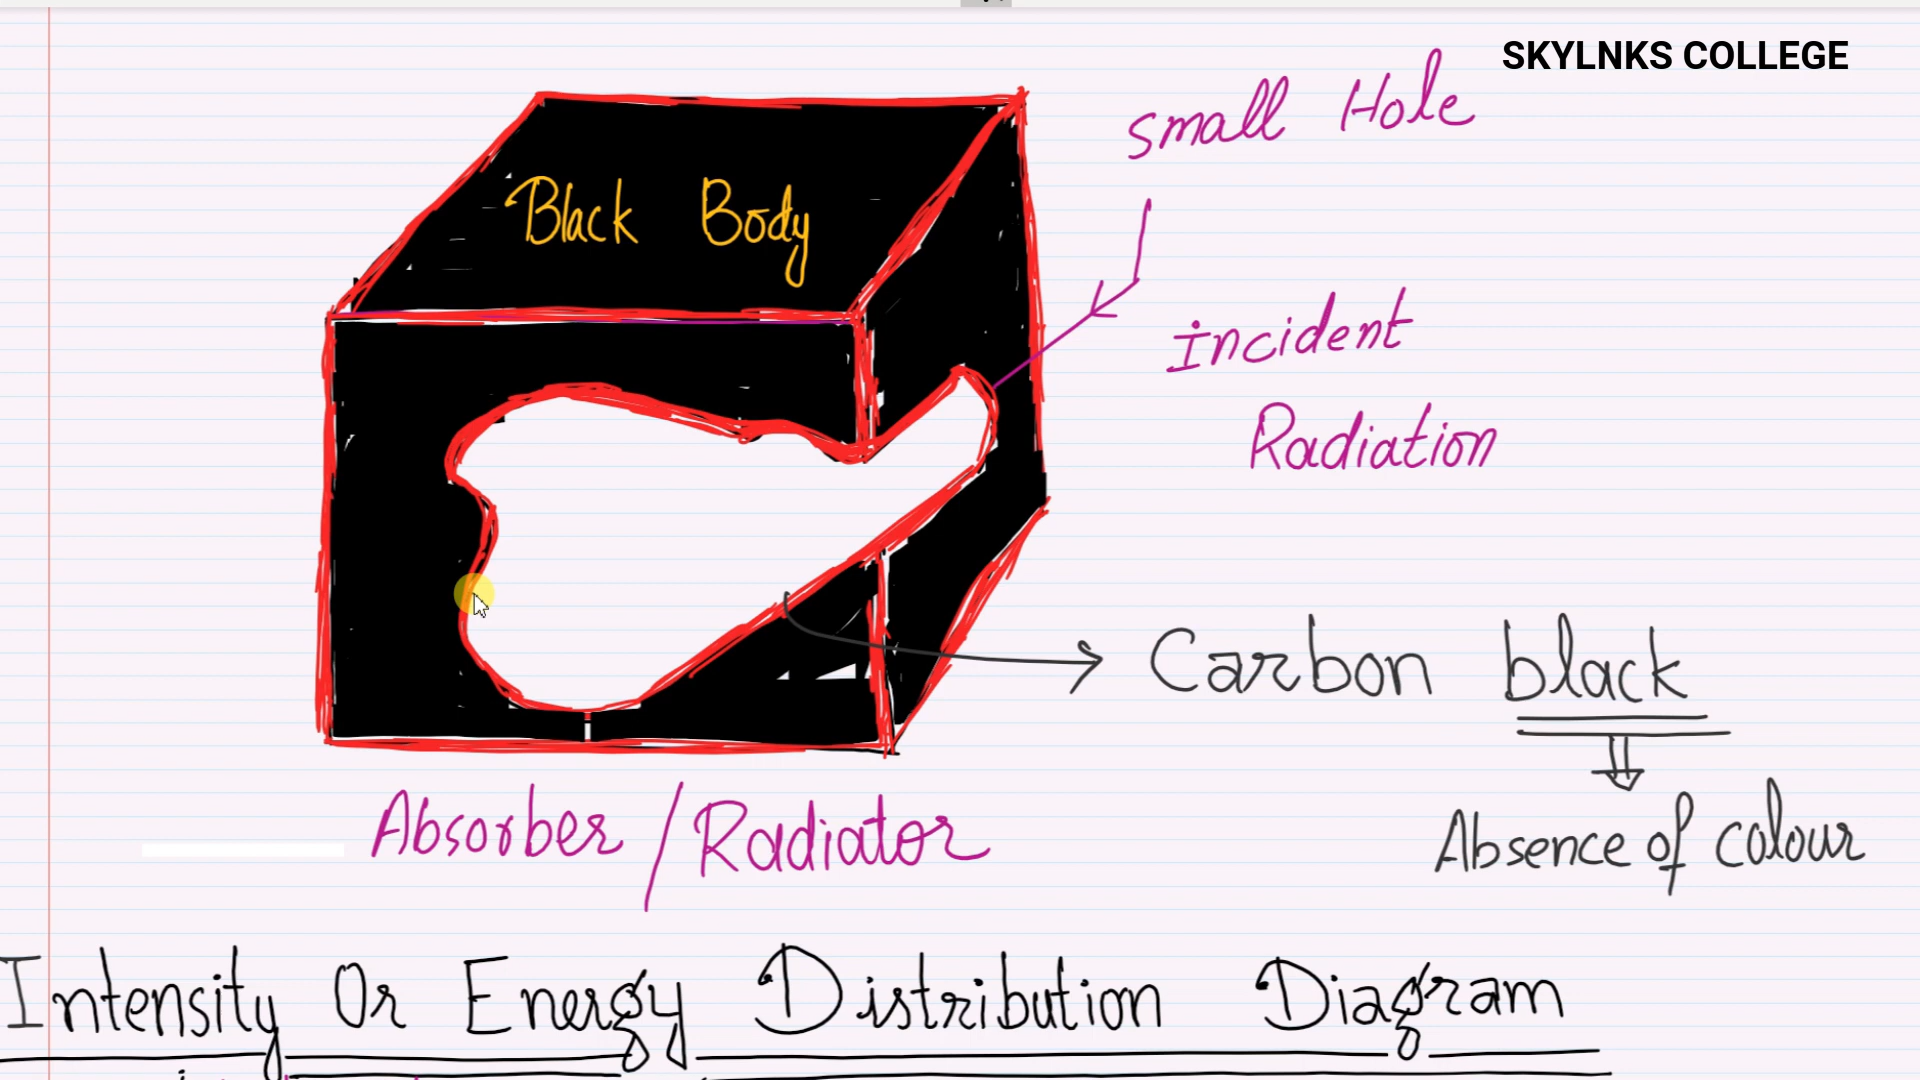 SKYLNKS COLLEGE
Small Hole
Black Body
Incident
Radiation
Carbon black
Absorber / Radiator
Absence of Colour
Intensity Or Energy Distribution Diagram